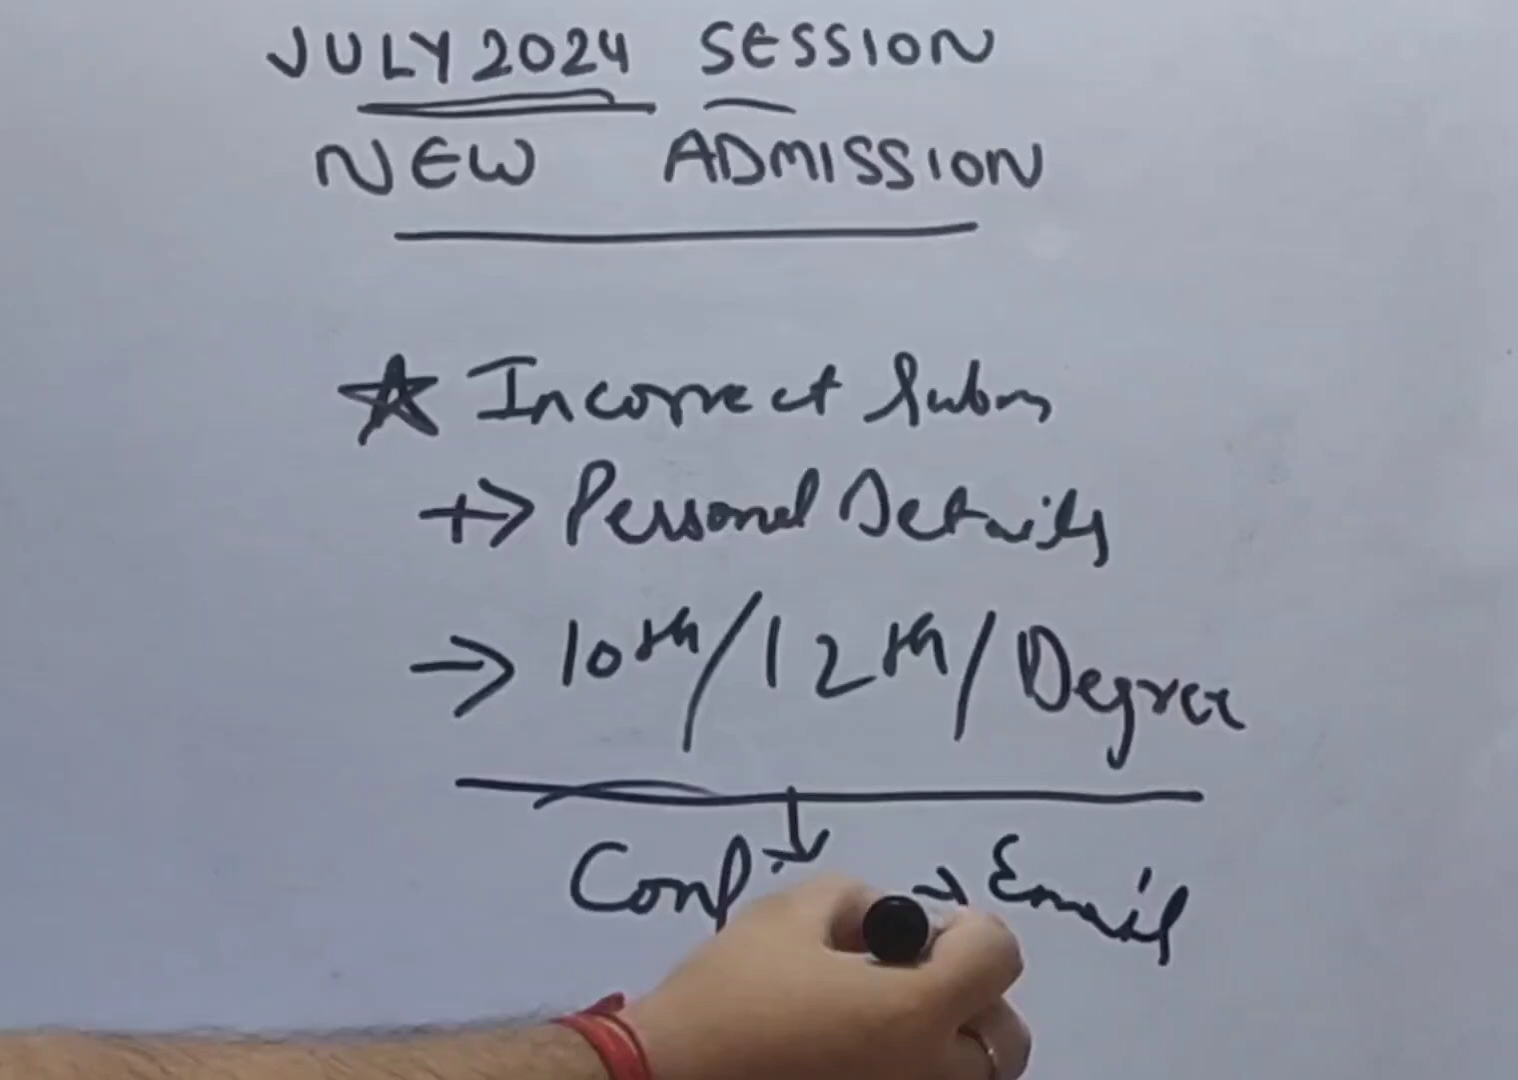 JULY 2024 SESSION
NEW ADMISSION
Incorrect Subm
→ Personal Details
→ 10th/12th/Degree
→ Email